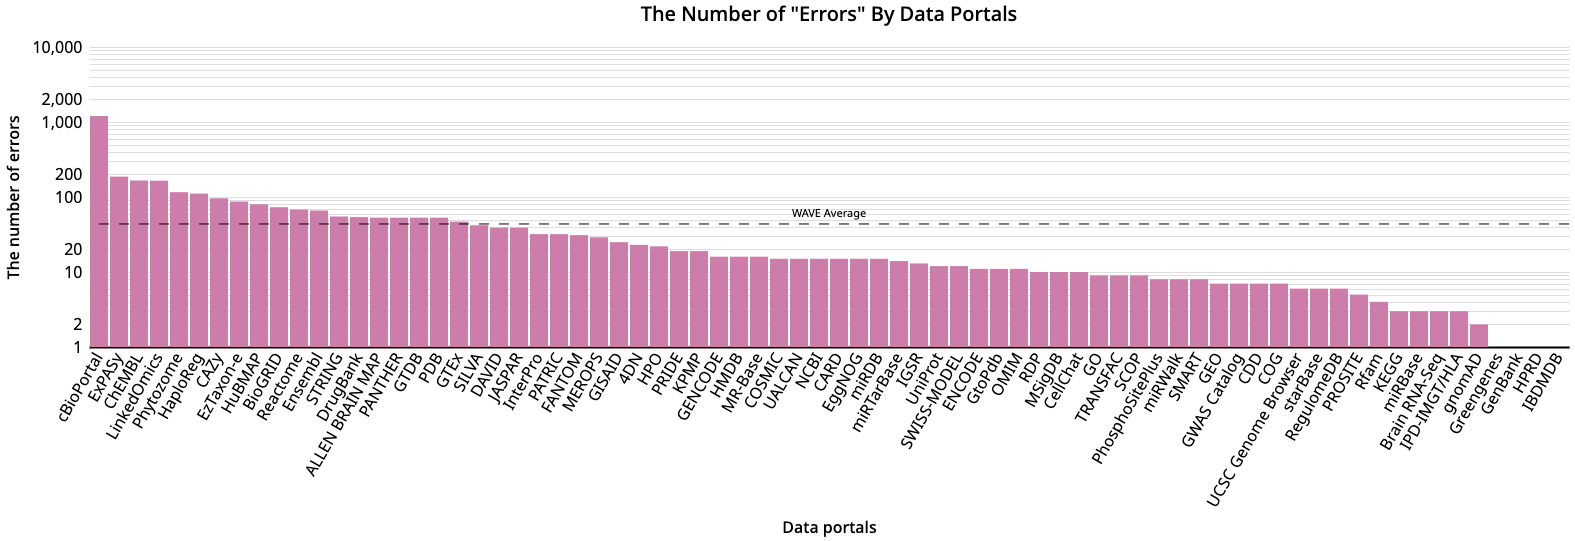 The Number of "Errors" By Data Portals
10,000
2,000
1,000
200
100
20
10
2
1
The number of errors
WAVE Average
cBioPortal
ExPASy
ChEMBL
LinkedOmics
Phytozome
HaploReg
CAZy
EzTaxon-e
HuBMAP
BioGRID
Reactome
Ensembl
STRING
DrugBank
ALLEN BRAIN MAP
PANTHER
GTDB
PDB
GTEx
SILVA
DAVID
JASPAR
InterPro
PATRIC
FANTOM
MEROPS
GISAID
4DN
HPO
PRIDE
KPMP
GENCODE
HMDB
MR-Base
COSMIC
UALCAN
NCBI
CARD
EggNOG
miRDB
miRTarBase
IGSR
UniProt
SWISS-MODEL
ENCODE
GtoPdb
OMIM
RDP
MSigDB
CellChat
GO
TRANSFAC
SCOP
PhosphoSitePlus
miRWalk
SMART
GEO
GWAS Catalog
CDD
COG
UCSC Genome Browser
starBase
RegulomeDB
PROSITE
Rfam
KEGG
miRBase
Brain RNA-Seq
IPD-IMGT/HLA
gnomAD
Greengenes
GenBank
HPRD
IBDMDB
Data portals